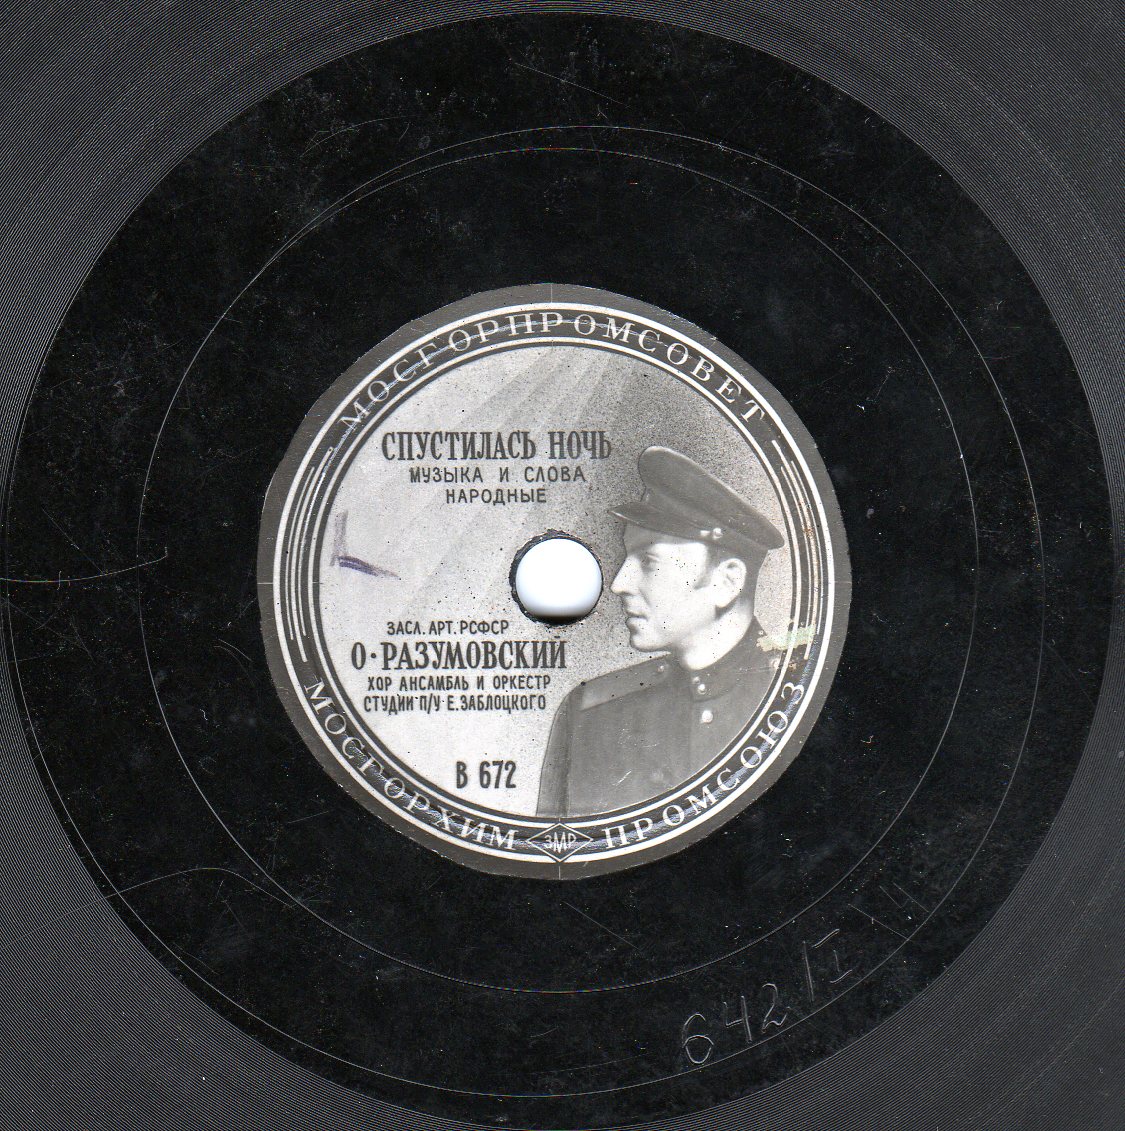 МОСГОРПРОМСОВЕТ
СПУСТИЛАСЬ НОЧЬ
МУЗЫКА И СЛОВА
НАРОДНЫЕ
ЗАСЛ. АРТ. РСФСР
О·РАЗУМОВСКИЙ
ХОР АНСАМБЛЬ И ОРКЕСТР
СТУДИИ П/У Е. ЗАБЛОЦКОГО
В 672
МОСГОРХИМ ЗМР ПРОМСОЮЗ
642/I